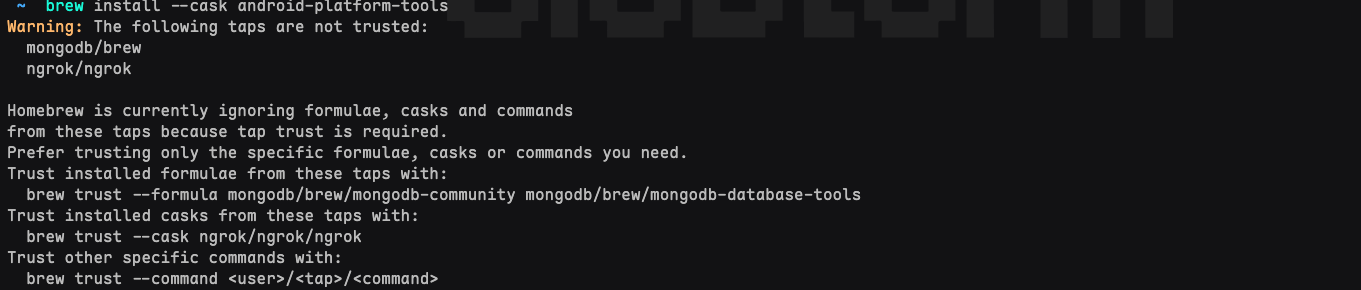 ~ brew install --cask android-platform-tools
Warning: The following taps are not trusted:
  mongodb/brew
  ngrok/ngrok

Homebrew is currently ignoring formulae, casks and commands
from these taps because tap trust is required.
Prefer trusting only the specific formulae, casks or commands you need.
Trust installed formulae from these taps with:
  brew trust --formula mongodb/brew/mongodb-community mongodb/brew/mongodb-database-tools
Trust installed casks from these taps with:
  brew trust --cask ngrok/ngrok/ngrok
Trust other specific commands with:
  brew trust --command <user>/<tap>/<command>